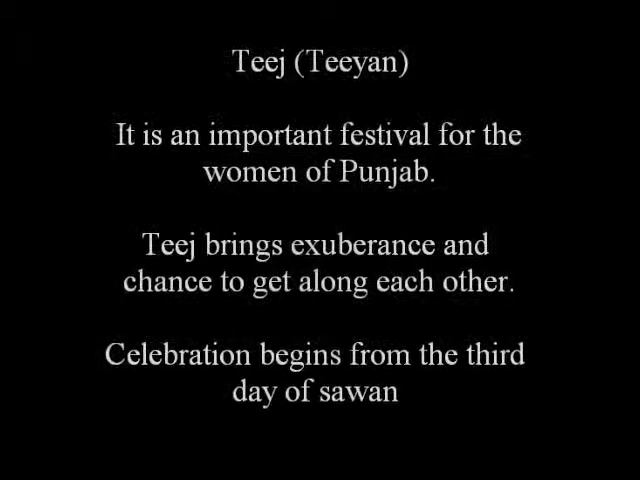 Teej (Teeyan)
It is an important festival for the
women of Punjab.
Teej brings exuberance and
chance to get along each other.
Celebration begins from the third
day of sawan